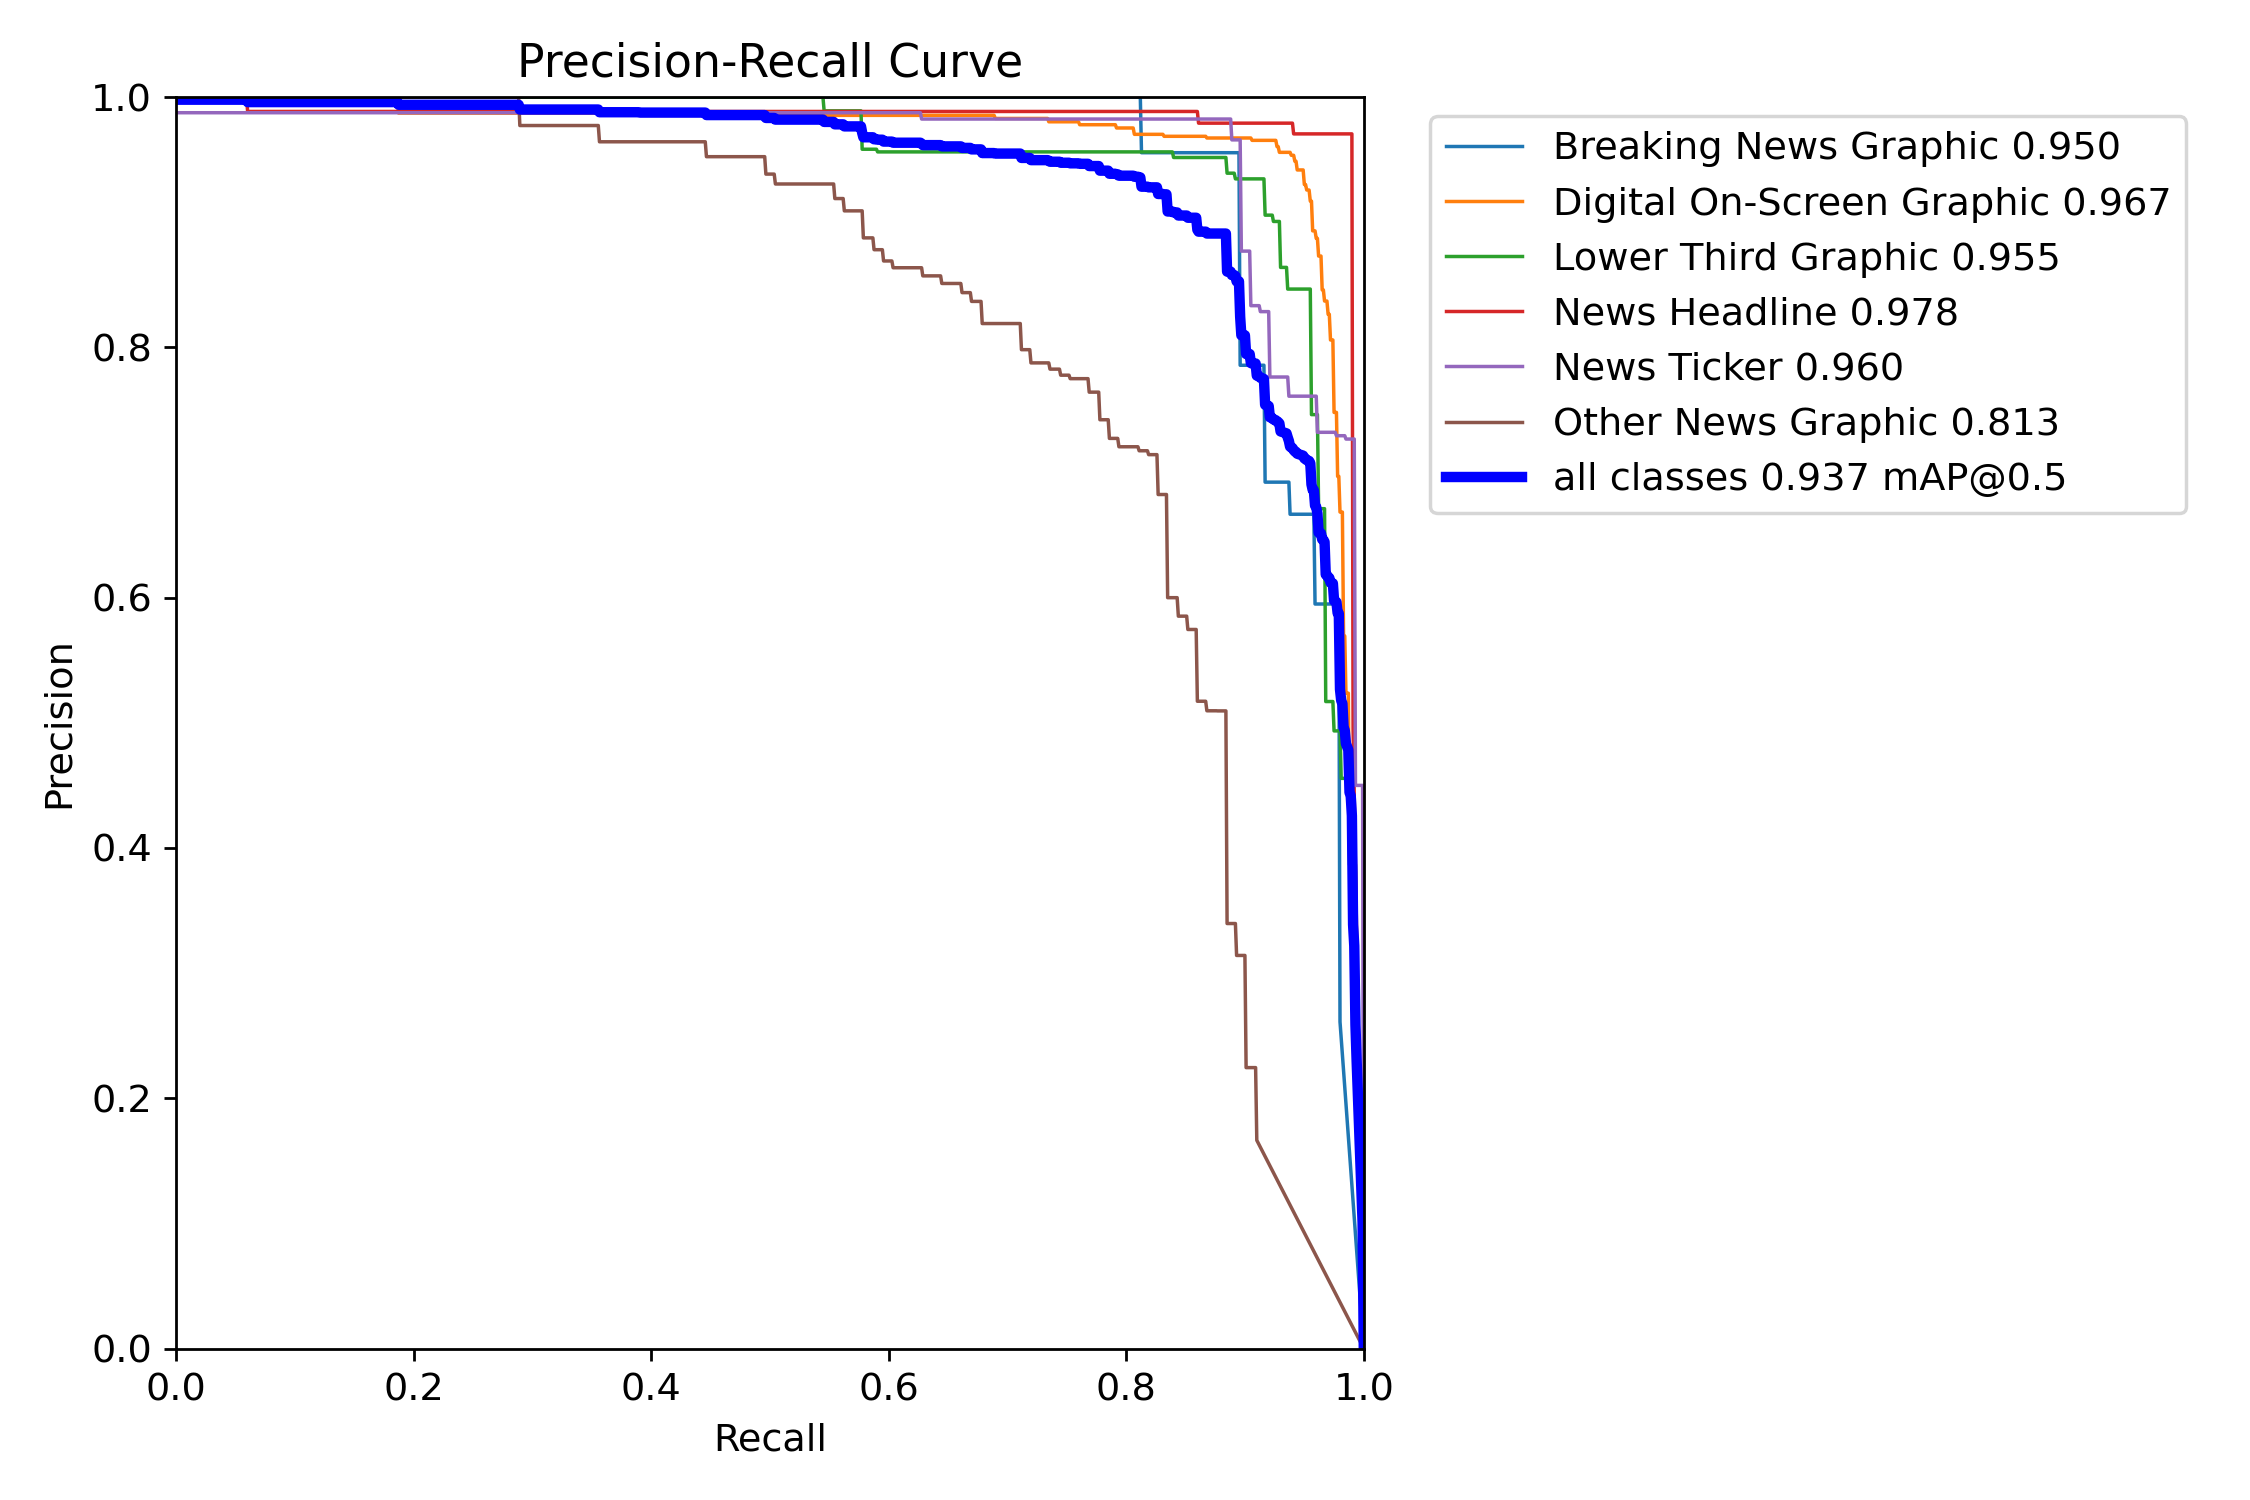 Precision-Recall Curve
1.0
0.8
0.6
0.4
0.2
0.0
Precision
0.0 0.2 0.4 0.6 0.8 1.0
Recall
Breaking News Graphic 0.950
Digital On-Screen Graphic 0.967
Lower Third Graphic 0.955
News Headline 0.978
News Ticker 0.960
Other News Graphic 0.813
all classes 0.937 mAP@0.5